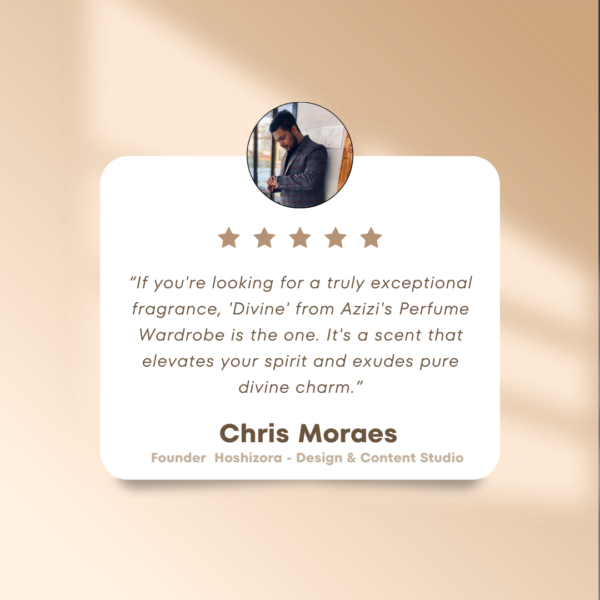 “If you're looking for a truly exceptional
fragrance, 'Divine' from Azizi's Perfume
Wardrobe is the one. It's a scent that
elevates your spirit and exudes pure
divine charm.”
Chris Moraes
Founder  Hoshizora - Design & Content Studio